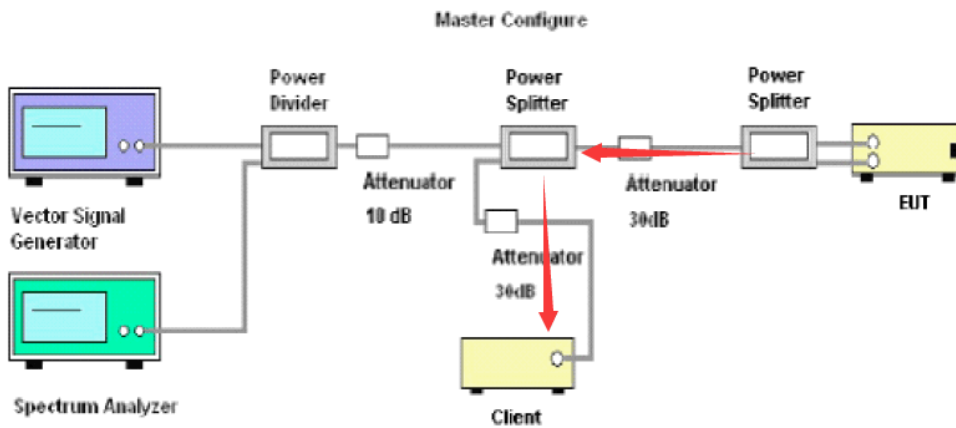 Master Configure
Power
Divider
Power
Splitter
Power
Splitter
Attenuator
10 dB
Attenuator
30dB
EUT
Vector Signal
Generator
Attenuator
30dB
Spectrum Analyzer
Client